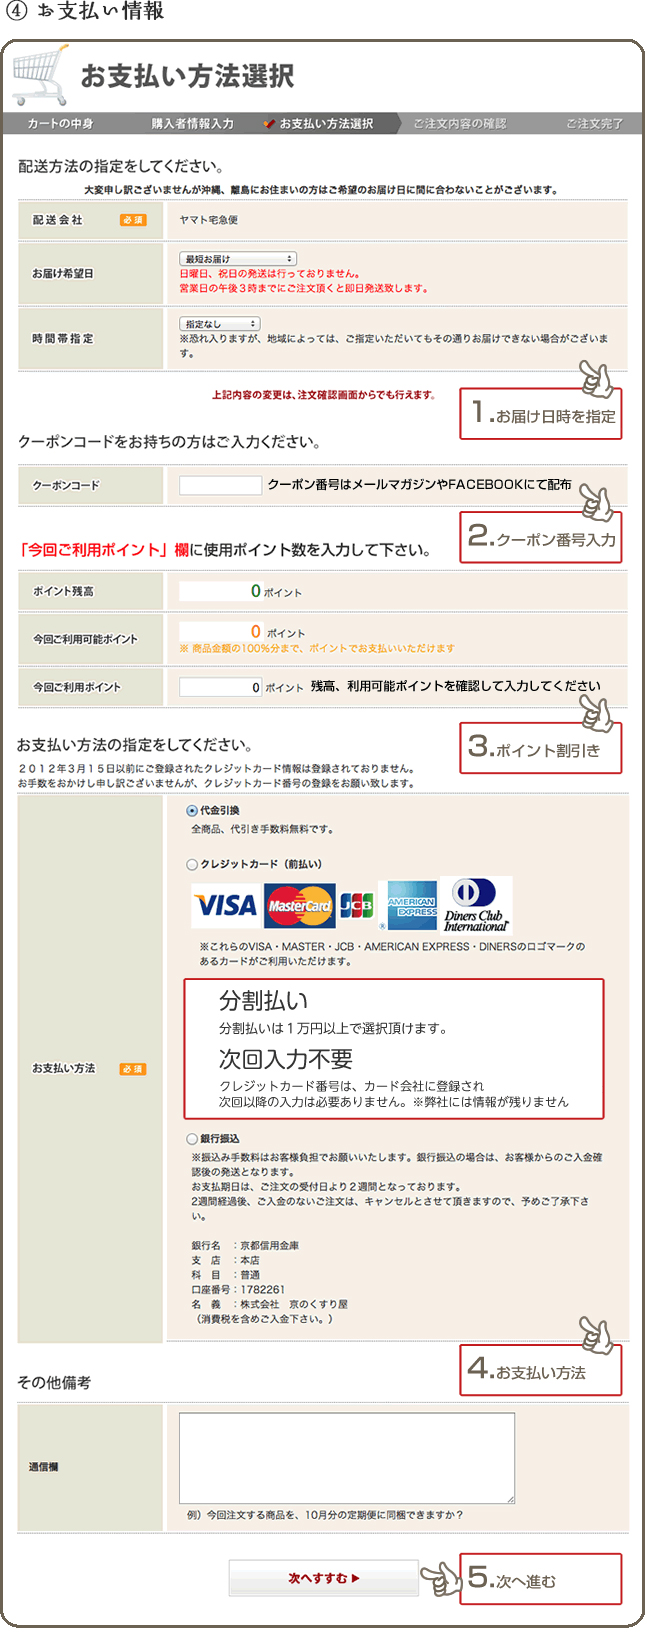 ④ お支払い情報
お支払い方法選択
カートの中身 購入者情報入力 お支払い方法選択 ご注文内容の確認 ご注文完了
配送方法の指定をしてください。
大変申し訳ございませんが沖縄、離島にお住まいの方はご希望のお届け日に間に合わないことがございます。
配送会社 必須 ヤマト宅急便
お届け希望日 最短お届け
日曜日、祝日の発送は行っておりません。
営業日の午後３時までにご注文頂くと即日発送致します。
時間帯指定 指定なし
※恐れ入りますが、地域によっては、ご指定いただいてもその通りお届けできない場合がございま
す。
上記内容の変更は、注文確認画面からでも行えます。
1.お届け日時を指定
クーポンコードをお持ちの方はご入力ください。
クーポンコード クーポン番号はメールマガジンやFACEBOOKにて配布
2.クーポン番号入力
「今回ご利用ポイント」欄に使用ポイント数を入力して下さい。
ポイント残高 0 ポイント
今回ご利用可能ポイント 0 ポイント
※ 商品金額の100%分まで、ポイントでお支払いいただけます
今回ご利用ポイント 0 ポイント 残高、利用可能ポイントを確認して入力してください
3.ポイント割引き
お支払い方法の指定をしてください。
２０１２年３月１５日以前にご登録されたクレジットカード情報は登録されておりません。
お手数をおかけし申し訳ございませんが、クレジットカード番号の登録をお願い致します。
代金引換
全商品、代引き手数料無料です。
クレジットカード（前払い）
VISA MasterCard JCB AMERICAN EXPRESS Diners Club International
※これらのVISA・MASTER・JCB・AMERICAN EXPRESS・DINERSのロゴマークの
あるカードがご利用いただけます。
分割払い
分割払いは１万円以上で選択頂けます。
次回入力不要
お支払い方法 必須
クレジットカード番号は、カード会社に登録され
次回以降の入力は必要ありません。※弊社には情報が残りません
銀行振込
※振込み手数料はお客様負担でお願いいたします。銀行振込の場合は、お客様からのご入金確
認後の発送となります。
お支払期日は、ご注文の受付日より２週間となっております。
2週間経過後、ご入金のないご注文は、キャンセルとさせて頂きますので、予めご了承下さ
い。
銀行名 ：京都信用金庫
支　店 ：本店
科　目 ：普通
口座番号：1782261
名　義 ：株式会社　京のくすり屋
（消費税を含めご入金下さい。）
4.お支払い方法
その他備考
通信欄
例）今回注文する商品を、10月分の定期便に同梱できますか？
次へすすむ ▶
5.次へ進む